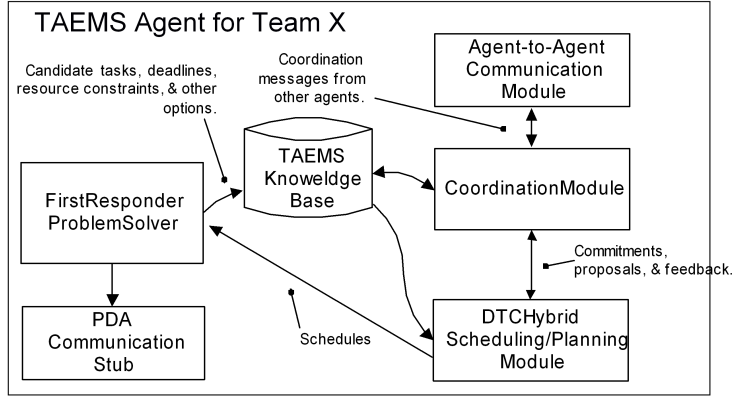 TAEMS Agent for Team X
Candidate tasks, deadlines,
resource constraints, & other
options.
Coordination
messages from
other agents.
Agent-to-Agent
Communication
Module
TAEMS
Knoweldge
Base
CoordinationModule
FirstResponder
ProblemSolver
Commitments,
proposals, & feedback.
PDA
Communication
Stub
Schedules
DTCHybrid
Scheduling/Planning
Module